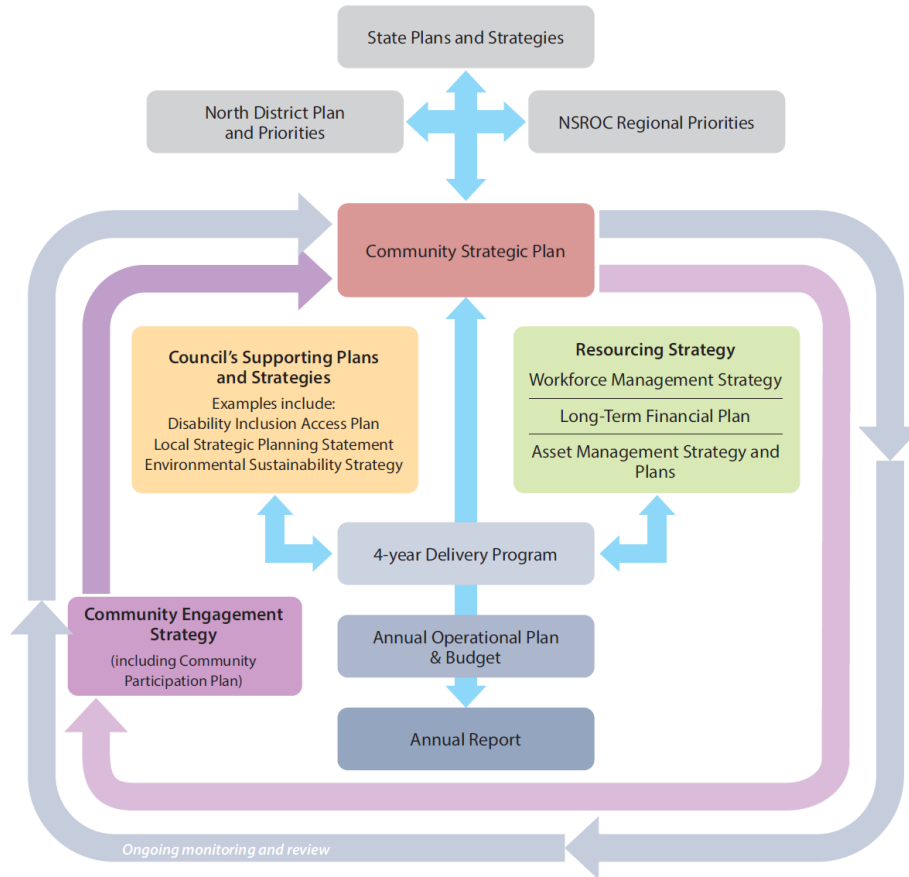 State Plans and Strategies
North District Plan
and Priorities
NSROC Regional Priorities
Community Strategic Plan
Council's Supporting Plans
and Strategies
Examples include:
Disability Inclusion Access Plan
Local Strategic Planning Statement
Environmental Sustainability Strategy
Resourcing Strategy
Workforce Management Strategy
Long-Term Financial Plan
Asset Management Strategy and
Plans
4-year Delivery Program
Community Engagement
Strategy
(including Community
Participation Plan)
Annual Operational Plan
& Budget
Annual Report
Ongoing monitoring and review